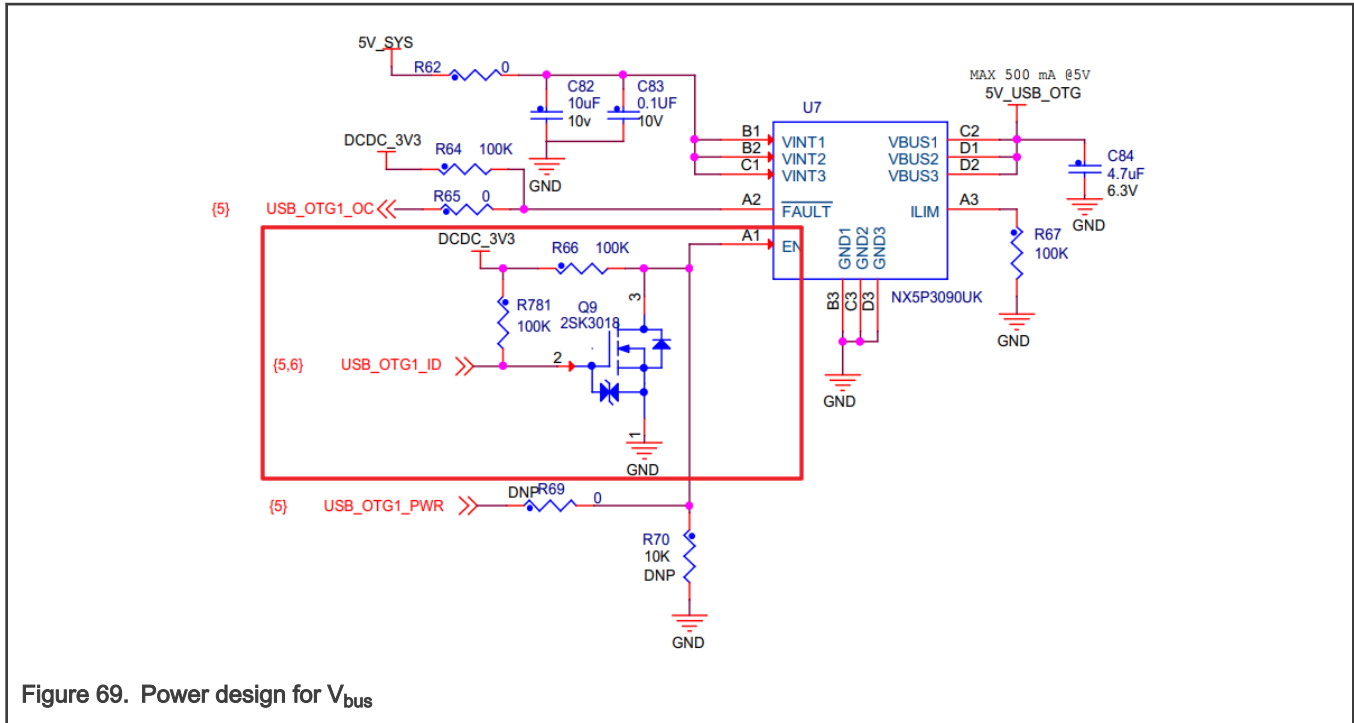 5V_SYS
R62 0
C82
10uF
10v
C83
0.1UF
10V
GND
DCDC_3V3
R64 100K
R65 0
{5} USB_OTG1_OC
MAX 500 mA @5V
5V_USB_OTG
U7
B1 VINT1
B2 VINT2
C1 VINT3
A2 FAULT
A1 EN
VBUS1 C2
VBUS2 D1
VBUS3 D2
ILIM A3
GND1
GND2
GND3
B3
C3
D3
NX5P3090UK
GND
C84
4.7uF
6.3V
GND
R67
100K
GND
DCDC_3V3
R66 100K
R781
100K
Q9
2SK3018
3
2
1
{5,6} USB_OTG1_ID
GND
{5} USB_OTG1_PWR
DNP R69 0
R70
10K
DNP
GND
Figure 69. Power design for Vbus